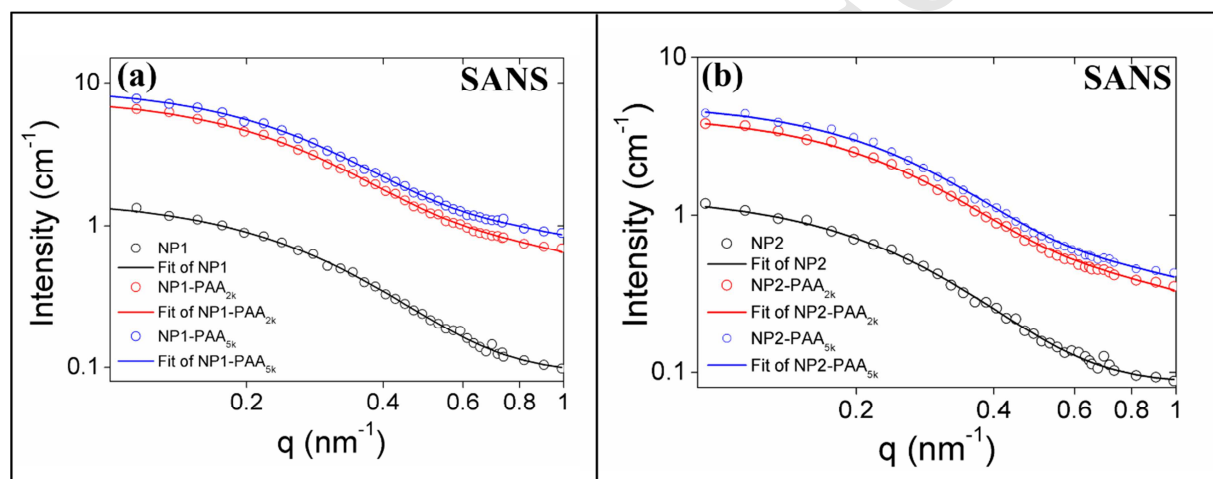 (a)
SANS
10
1
0.1
Intensity (cm⁻¹)
NP1
Fit of NP1
NP1-PAA₂ₖ
Fit of NP1-PAA₂ₖ
NP1-PAA₅ₖ
Fit of NP1-PAA₅ₖ
0.2 0.4 0.6 0.8 1
q (nm⁻¹)
(b)
SANS
10
1
0.1
Intensity (cm⁻¹)
NP2
Fit of NP2
NP2-PAA₂ₖ
Fit of NP2-PAA₂ₖ
NP2-PAA₅ₖ
Fit of NP2-PAA₅ₖ
0.2 0.4 0.6 0.8 1
q (nm⁻¹)